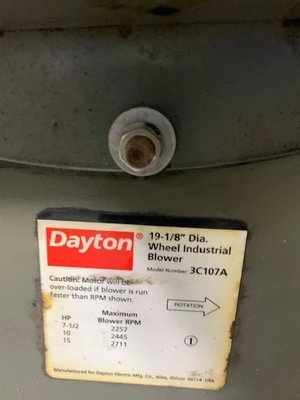 Dayton®
19-1/8" Dia.
Wheel Industrial
Blower
Model Number: 3C107A
Caution: Motor will be
over-loaded if blower is run
faster than RPM shown.
ROTATION
HP Maximum Blower RPM
7-1/2 2257
10 2445
15 2711
1
Manufactured for Dayton Electric Mfg. Co., Niles, Illinois 60714 USA